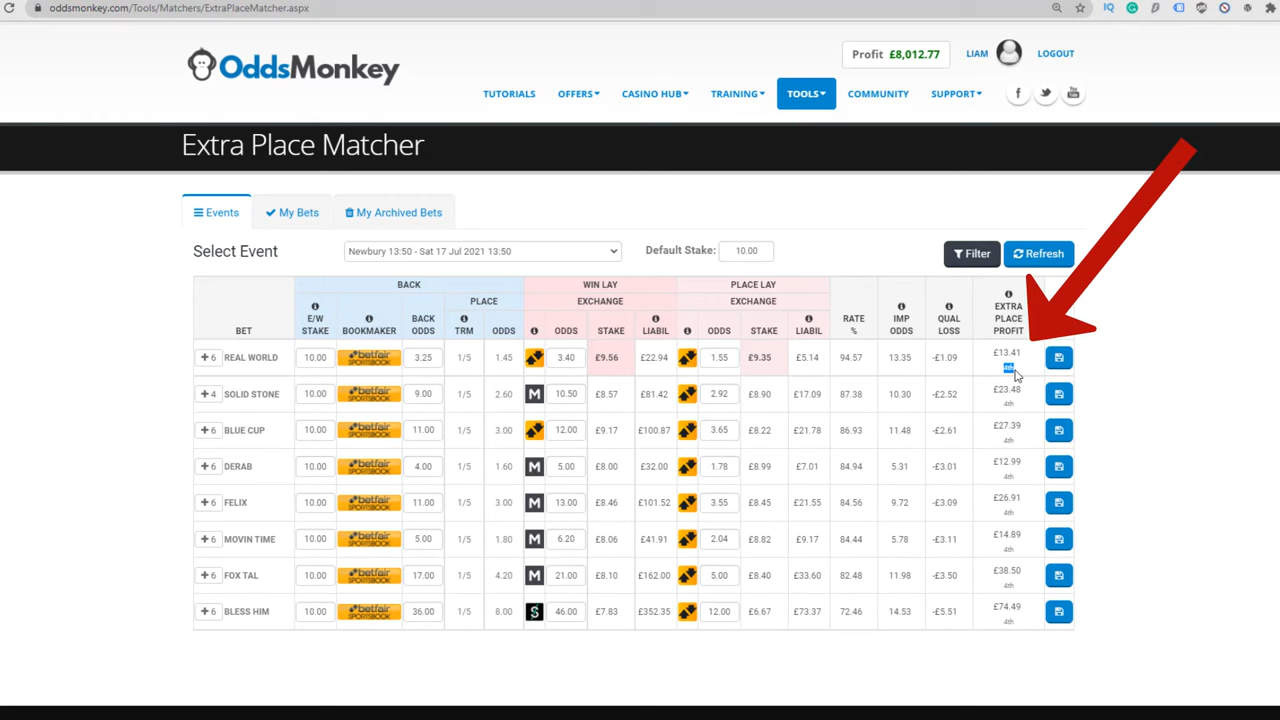 oddsmonkey.com/Tools/Matchers/ExtraPlaceMatcher.aspx
OddsMonkey
Profit £8,012.77
LIAM
LOGOUT
TUTORIALS OFFERS CASINO HUB TRAINING TOOLS COMMUNITY SUPPORT
Extra Place Matcher
Events My Bets My Archived Bets
Select Event Newbury 13:50 - Sat 17 Jul 2021 13:50 Default Stake: 10.00 Filter Refresh
BACK WIN LAY PLACE LAY
PLACE EXCHANGE EXCHANGE
BET E/W STAKE BOOKMAKER BACK ODDS TRM ODDS ODDS STAKE LIABIL ODDS STAKE LIABIL RATE % IMP ODDS QUAL LOSS EXTRA PLACE PROFIT
+ 6 REAL WORLD 10.00 betfair SPORTSBOOK 3.25 1/5 1.45 3.40 £9.56 £22.94 1.55 £9.35 £5.14 94.57 13.35 -£1.09 £13.41
4th
+ 4 SOLID STONE 10.00 betfair SPORTSBOOK 9.00 1/5 2.60 M 10.50 £8.57 £81.42 2.92 £8.90 £17.09 87.38 10.30 -£2.52 £23.48
4th
+ 6 BLUE CUP 10.00 betfair SPORTSBOOK 11.00 1/5 3.00 12.00 £9.17 £100.87 3.65 £8.22 £21.78 86.93 11.48 -£2.61 £27.39
4th
+ 6 DERAB 10.00 betfair SPORTSBOOK 4.00 1/5 1.60 M 5.00 £8.00 £32.00 1.78 £8.99 £7.01 84.94 5.31 -£3.01 £12.99
4th
+ 6 FELIX 10.00 betfair SPORTSBOOK 11.00 1/5 3.00 M 13.00 £8.46 £101.52 3.55 £8.45 £21.55 84.56 9.72 -£3.09 £26.91
4th
+ 6 MOVIN TIME 10.00 betfair SPORTSBOOK 5.00 1/5 1.80 M 6.20 £8.06 £41.91 2.04 £8.82 £9.17 84.44 5.78 -£3.11 £14.89
4th
+ 6 FOX TAL 10.00 betfair SPORTSBOOK 17.00 1/5 4.20 M 21.00 £8.10 £162.00 5.00 £8.40 £33.60 82.48 11.98 -£3.50 £38.50
4th
+ 6 BLESS HIM 10.00 betfair SPORTSBOOK 36.00 1/5 8.00 S 46.00 £7.83 £352.35 12.00 £6.67 £73.37 72.46 14.53 -£5.51 £74.49
4th